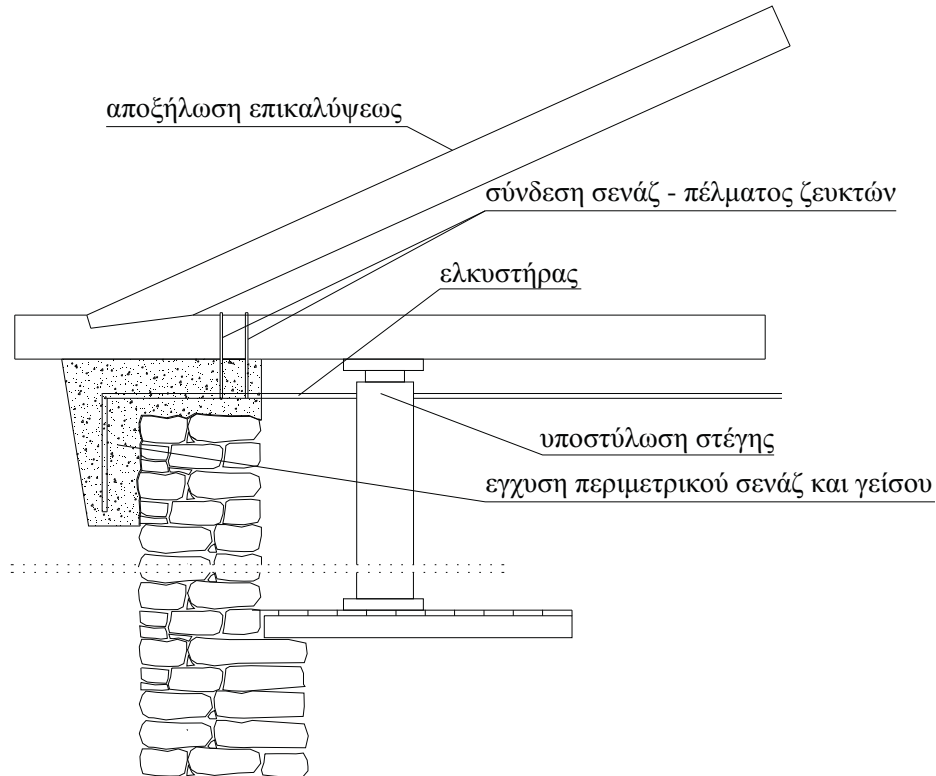 αποξήλωση επικαλύψεως
σύνδεση σενάζ - πέλματος ζευκτών
ελκυστήρας
υποστύλωση στέγης
εγχυση περιμετρικού σενάζ και γείσου